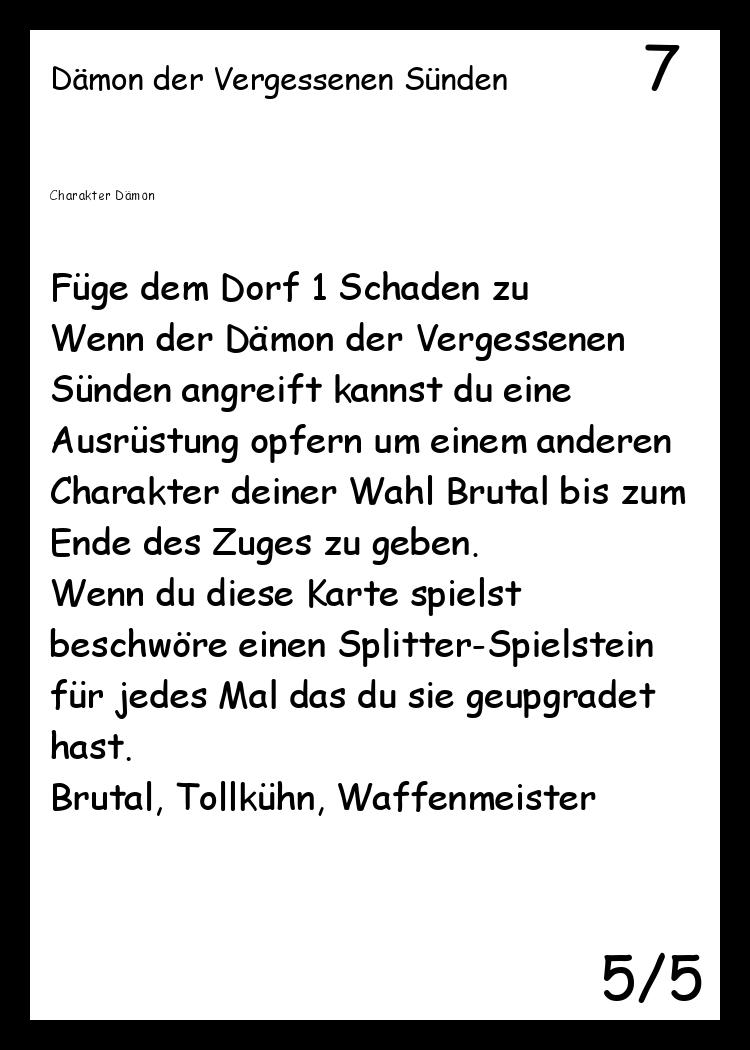 Dämon der Vergessenen Sünden
7
Charakter Dämon
Füge dem Dorf 1 Schaden zu
Wenn der Dämon der Vergessenen
Sünden angreift kannst du eine
Ausrüstung opfern um einem anderen
Charakter deiner Wahl Brutal bis zum
Ende des Zuges zu geben.
Wenn du diese Karte spielst
beschwöre einen Splitter-Spielstein
für jedes Mal das du sie geupgradet
hast.
Brutal, Tollkühn, Waffenmeister
5/5